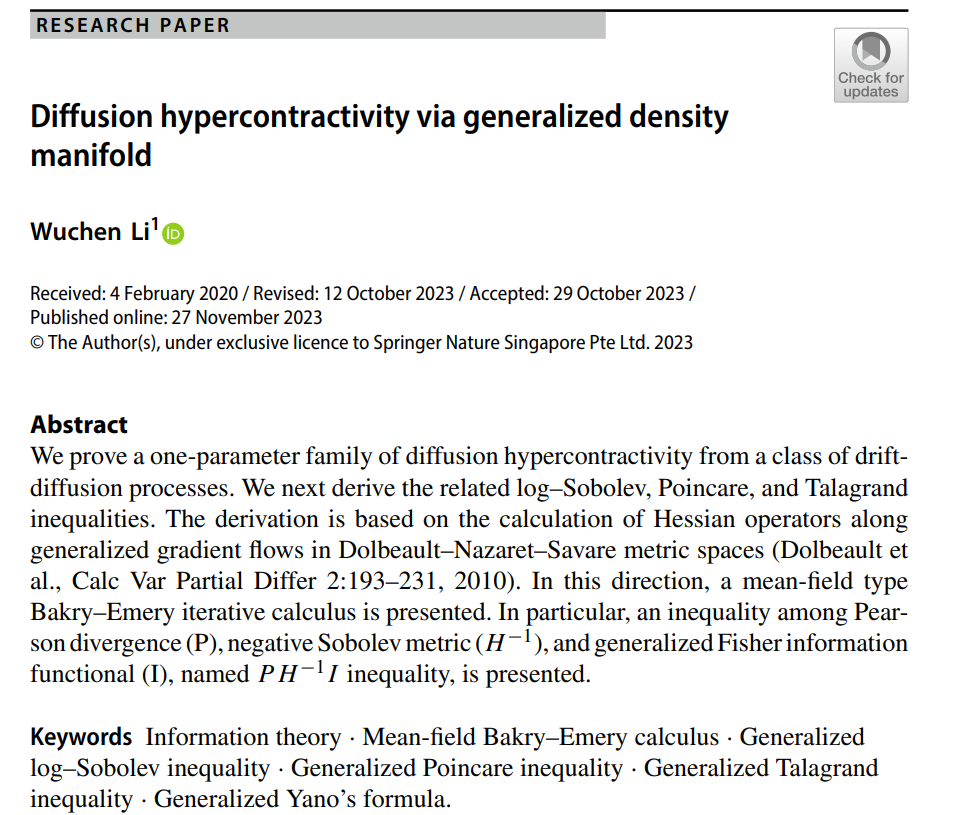 RESEARCH PAPER
Check for
updates
Diffusion hypercontractivity via generalized density
manifold
Wuchen Li¹ iD
Received: 4 February 2020 / Revised: 12 October 2023 / Accepted: 29 October 2023 /
Published online: 27 November 2023
© The Author(s), under exclusive licence to Springer Nature Singapore Pte Ltd. 2023
Abstract
We prove a one-parameter family of diffusion hypercontractivity from a class of drift-
diffusion processes. We next derive the related log–Sobolev, Poincare, and Talagrand
inequalities. The derivation is based on the calculation of Hessian operators along
generalized gradient flows in Dolbeault–Nazaret–Savare metric spaces (Dolbeault et
al., Calc Var Partial Differ 2:193–231, 2010). In this direction, a mean-field type
Bakry–Emery iterative calculus is presented. In particular, an inequality among Pear-
son divergence (P), negative Sobolev metric (H⁻¹), and generalized Fisher information
functional (I), named PH⁻¹I inequality, is presented.
Keywords Information theory · Mean-field Bakry–Emery calculus · Generalized
log–Sobolev inequality · Generalized Poincare inequality · Generalized Talagrand
inequality · Generalized Yano's formula.